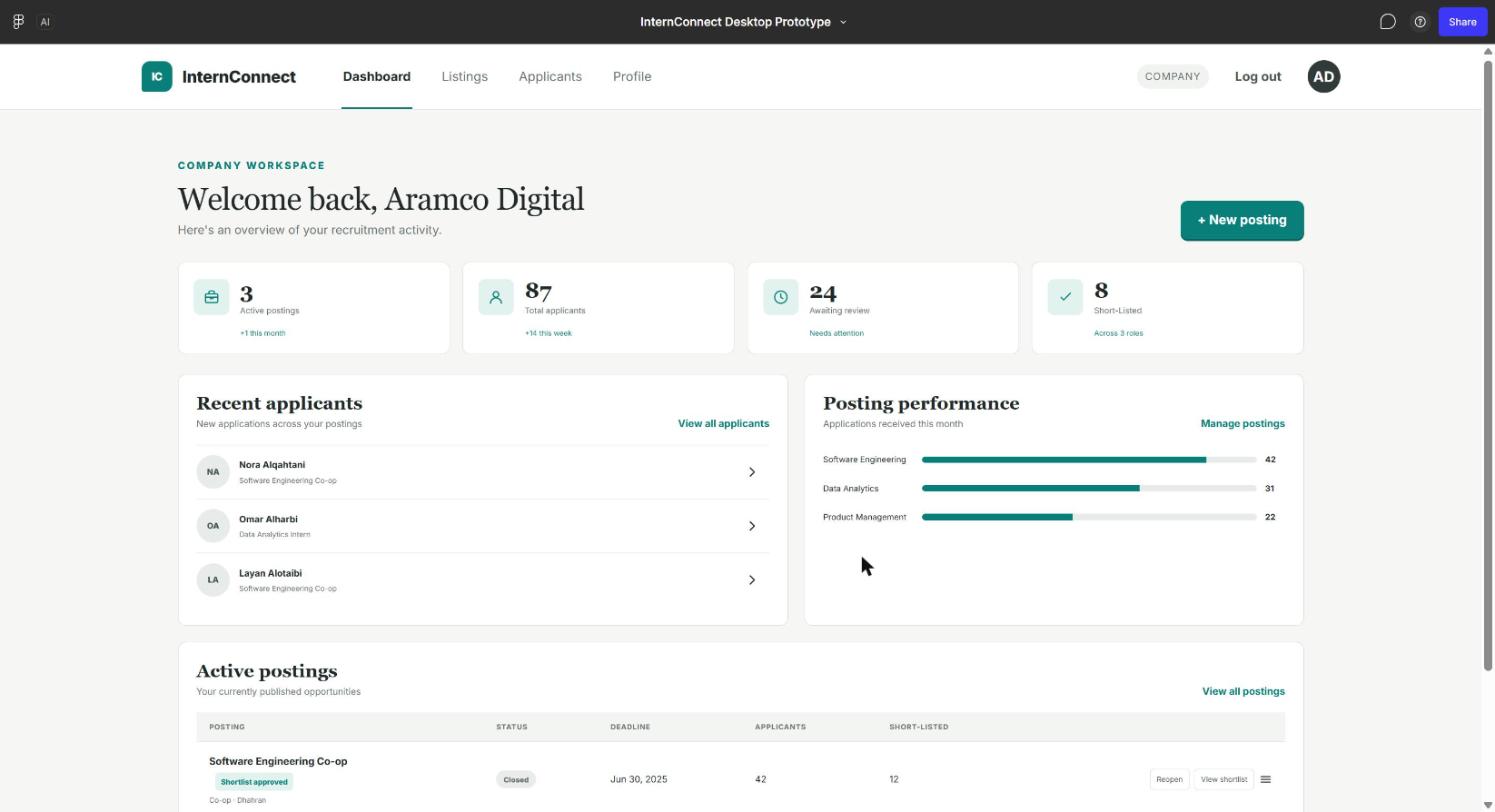 AI
InternConnect Desktop Prototype
Share
IC InternConnect Dashboard Listings Applicants Profile COMPANY Log out AD
COMPANY WORKSPACE
Welcome back, Aramco Digital
Here's an overview of your recruitment activity.
+ New posting
3
Active postings
+1 this month
87
Total applicants
+14 this week
24
Awaiting review
Needs attention
8
Short-Listed
Across 3 roles
Recent applicants
New applications across your postings
View all applicants
NA
Nora Alqahtani
Software Engineering Co-op
OA
Omar Alharbi
Data Analytics Intern
LA
Layan Alotaibi
Software Engineering Co-op
Posting performance
Applications received this month
Manage postings
Software Engineering 42
Data Analytics 31
Product Management 22
Active postings
Your currently published opportunities
View all postings
POSTING STATUS DEADLINE APPLICANTS SHORT-LISTED
Software Engineering Co-op
Shortlist approved
Co-op · Dhahran
Closed
Jun 30, 2025
42
12
Reopen
View shortlist